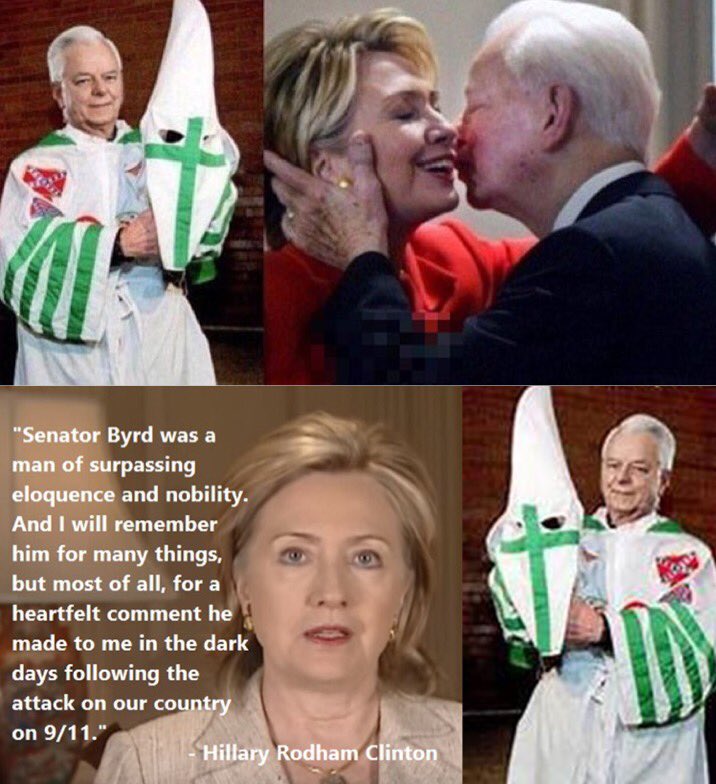 "Senator Byrd was a
man of surpassing
eloquence and nobility.
And I will remember
him for many things,
but most of all, for a
heartfelt comment he
made to me in the dark
days following the
attack on our country
on 9/11."
- Hillary Rodham Clinton